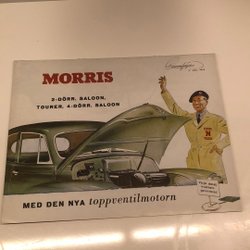 MORRIS
2-DÖRR. SALOON,
TOURER, 4-DÖRR. SALOON
MED DEN NYA toppventilmotorn